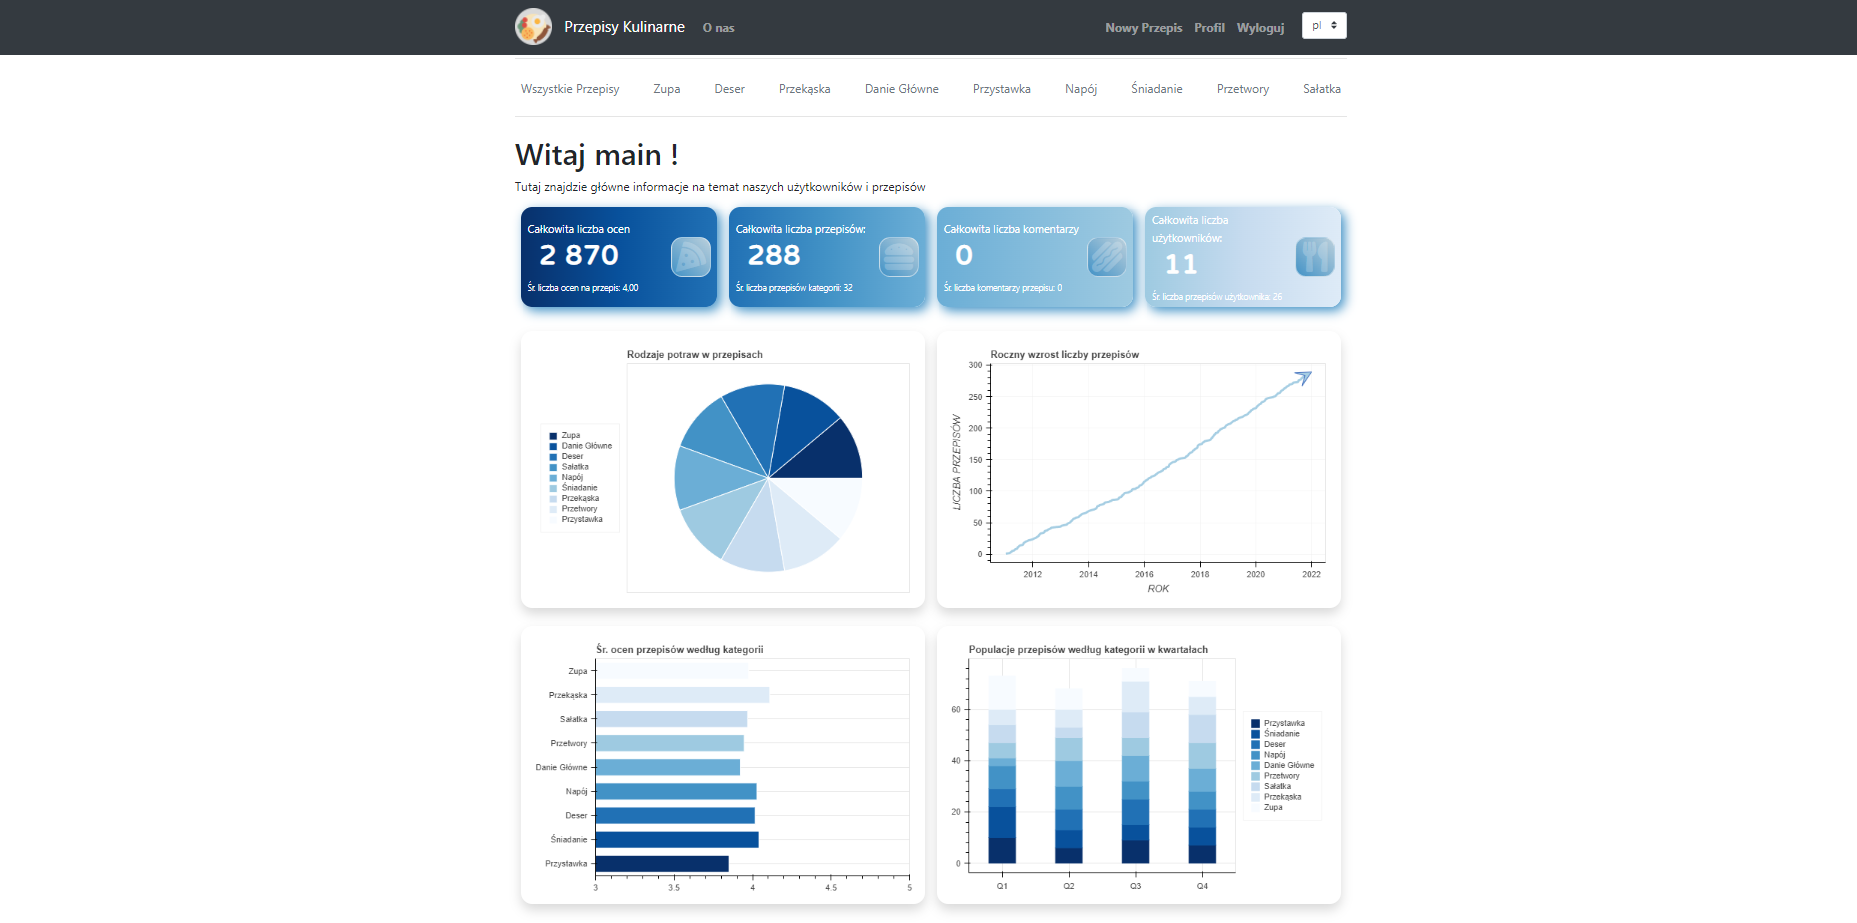 Przepisy Kulinarne O nas Nowy Przepis Profil Wyloguj pl
Wszystkie Przepisy Zupa Deser Przekąska Danie Główne Przystawka Napój Śniadanie Przetwory Sałatka
Witaj main !
Tutaj znajdzie główne informacje na temat naszych użytkowników i przepisów
Całkowita liczba ocen
2 870
Śr. liczba ocen na przepis: 4,00
Całkowita liczba przepisów:
288
Śr. liczba przepisów kategorii: 32
Całkowita liczba komentarzy
0
Śr. liczba komentarzy przepisu: 0
Całkowita liczba
użytkowników:
11
Śr. liczba przepisów użytkownika: 26
Rodzaje potraw w przepisach
Zupa
Danie Główne
Deser
Sałatka
Napój
Śniadanie
Przekąska
Przetwory
Przystawka
Roczny wzrost liczby przepisów
LICZBA PRZEPISÓW
300
250
200
150
100
50
0
2012 2014 2016 2018 2020 2022
ROK
Śr. ocen przepisów według kategorii
Zupa
Przekąska
Sałatka
Przetwory
Danie Główne
Napój
Deser
Śniadanie
Przystawka
3 3.5 4 4.5 5
Populacje przepisów według kategorii w kwartałach
60
40
20
0
Q1 Q2 Q3 Q4
Przystawka
Śniadanie
Deser
Napój
Danie Główne
Przetwory
Sałatka
Przekąska
Zupa